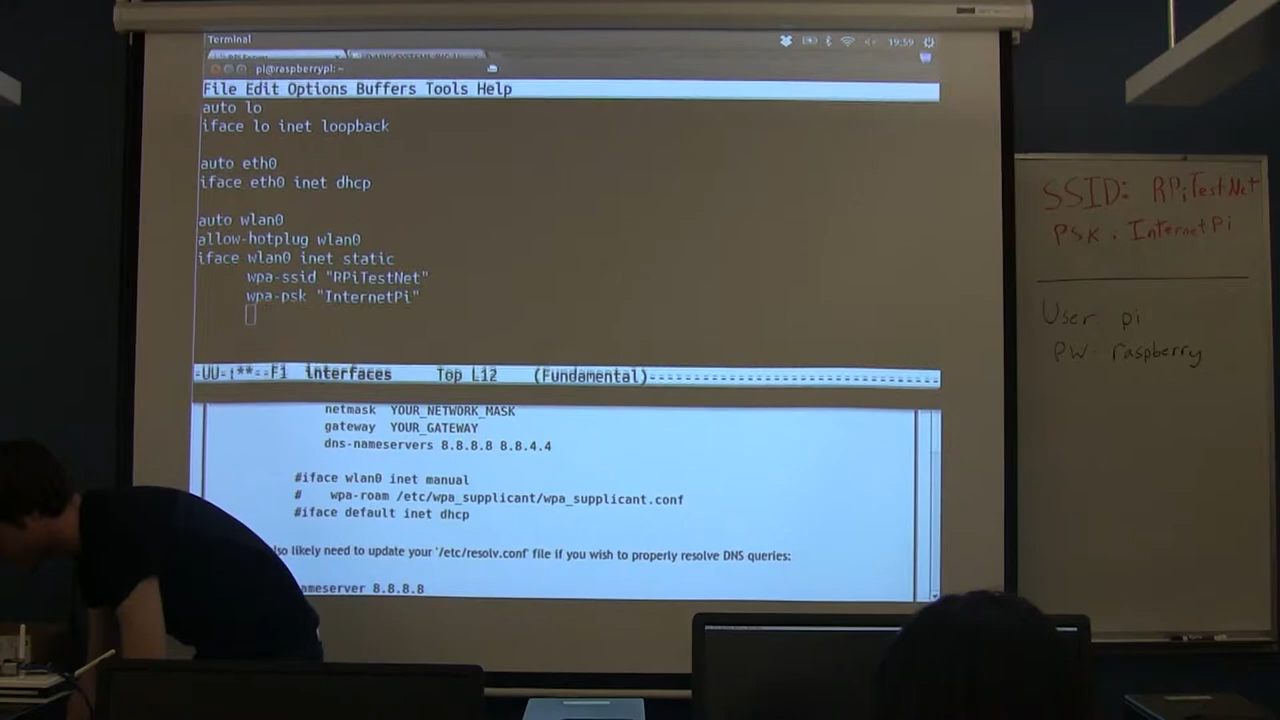 Terminal
19:59
pi@raspberrypi: ~
File Edit Options Buffers Tools Help
auto lo
iface lo inet loopback
auto eth0
iface eth0 inet dhcp
auto wlan0
allow-hotplug wlan0
iface wlan0 inet static
wpa-ssid "RPiTestNet"
wpa-psk "InternetPi"
-UU-:**--F1 interfaces Top L12 (Fundamental)
netmask YOUR_NETWORK_MASK
gateway YOUR_GATEWAY
dns-nameservers 8.8.8.8 8.8.4.4
#iface wlan0 inet manual
# wpa-roam /etc/wpa_supplicant/wpa_supplicant.conf
#iface default inet dhcp
so likely need to update your '/etc/resolv.conf' file if you wish to properly resolve DNS queries:
ameserver 8.8.8.8
SSID: RPiTestNet
PSK: InternetPi
User: pi
PW: raspberry